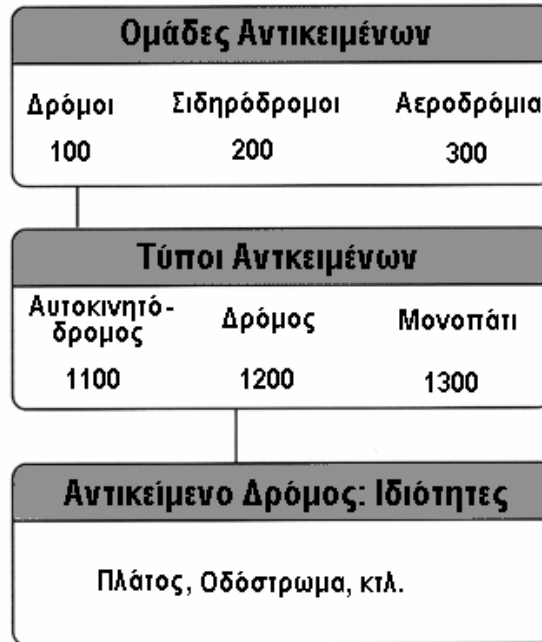 Ομάδες Αντικειμένων
Δρόμοι Σιδηρόδρομοι Αεροδρόμια
100 200 300
Τύποι Αντκειμένων
Αυτοκινητό- Δρόμος Μονοπάτι
δρομος
1100 1200 1300
Αντικείμενο Δρόμος: Ιδιότητες
Πλάτος, Οδόστρωμα, κτλ.